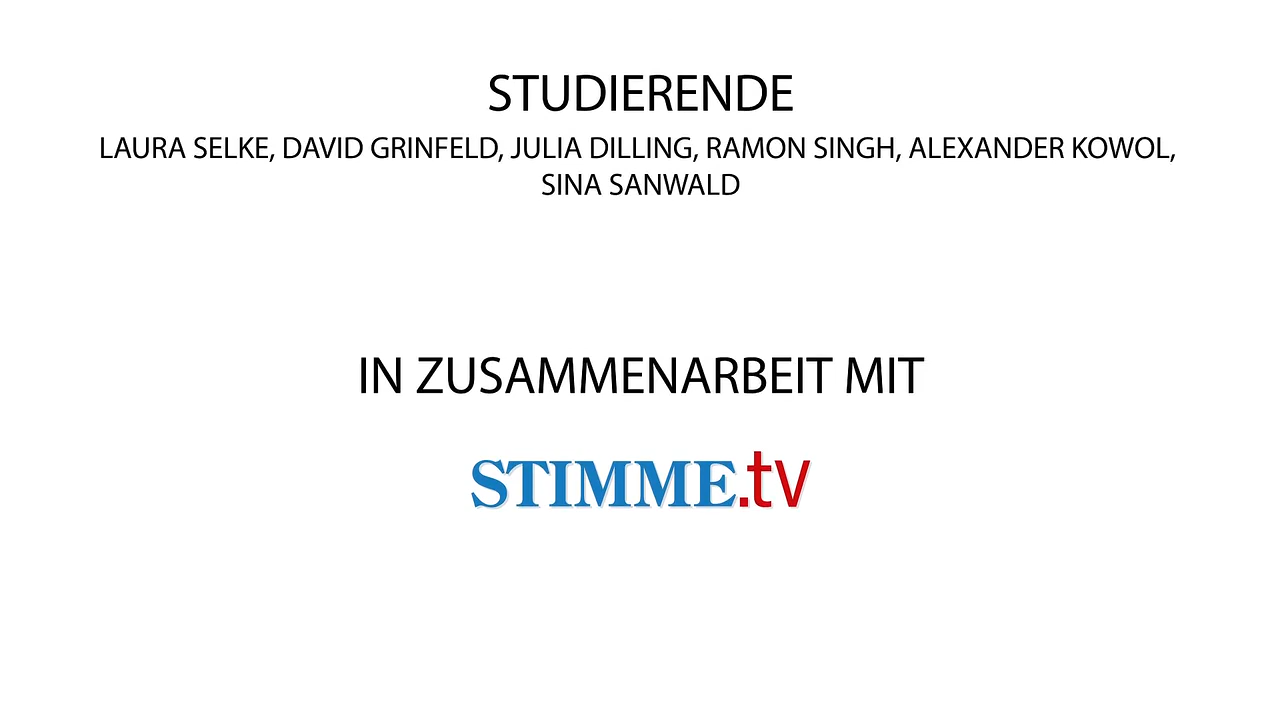 STUDIERENDE
LAURA SELKE, DAVID GRINFELD, JULIA DILLING, RAMON SINGH, ALEXANDER KOWOL,
SINA SANWALD
IN ZUSAMMENARBEIT MIT
STIMME.tv